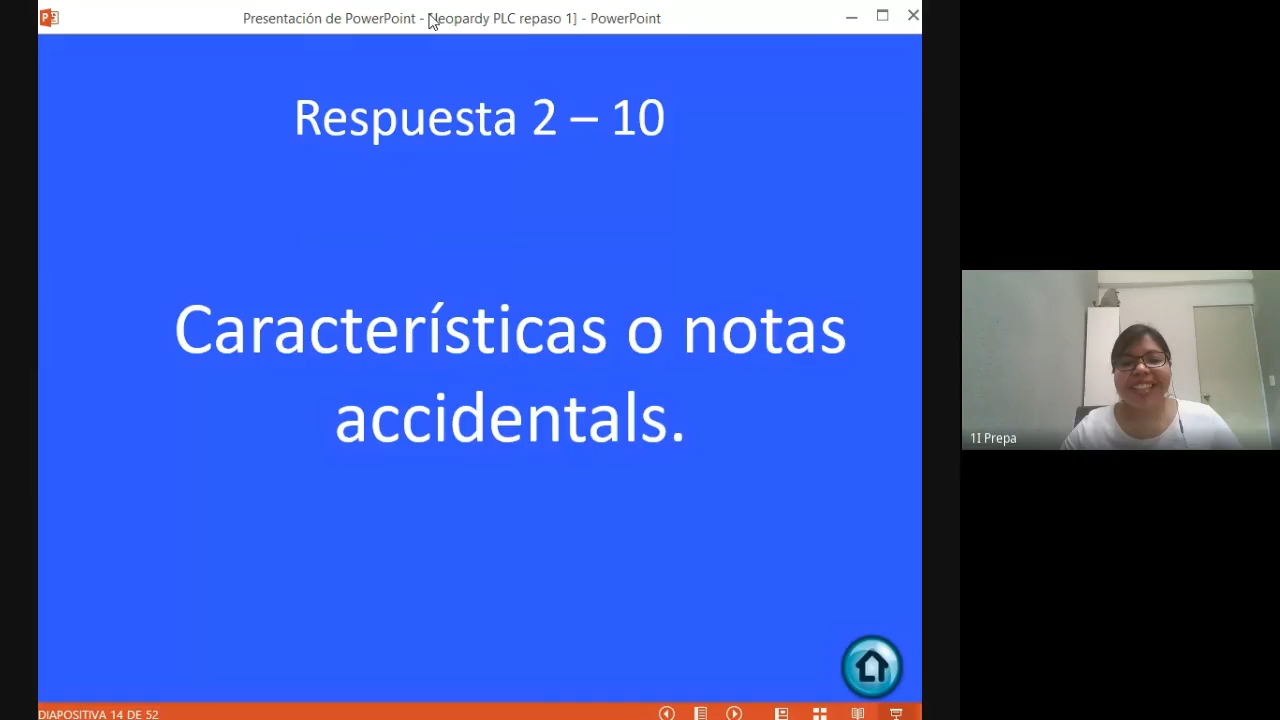 Presentación de PowerPoint - [Jeopardy PLC repaso 1] - PowerPoint
Respuesta 2 – 10
Características o notas
accidentals.
1I Prepa
DIAPOSITIVA 14 DE 52